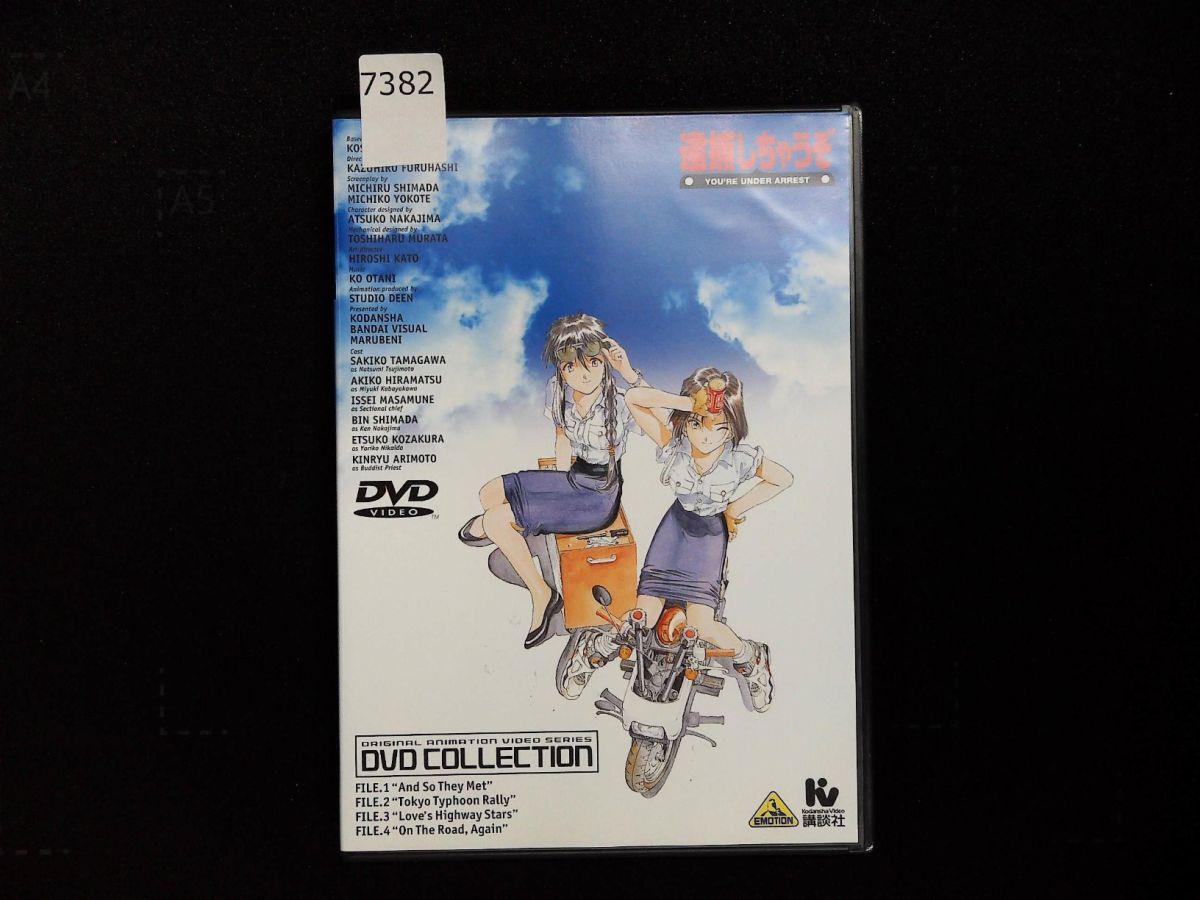 7382
A4
A5
Based
KOS
Direc
KAZUHIRO FURUHASHI
Screenplay by
MICHIRU SHIMADA
MICHIKO YOKOTE
Character designed by
ATSUKO NAKAJIMA
Mechanical designed by
TOSHIHARU MURATA
Art director
HIROSHI KATO
Music
KO OTANI
Animation produced by
STUDIO DEEN
Presented by
KODANSHA
BANDAI VISUAL
MARUBENI
Cast
SAKIKO TAMAGAWA
as Natsumi Tsujimoto
AKIKO HIRAMATSU
as Miyuki Kobayakawa
ISSEI MASAMUNE
as Sectional chief
BIN SHIMADA
as Ken Nakajima
ETSUKO KOZAKURA
as Yoriko Nikaido
KINRYU ARIMOTO
as Buddist Priest
DVD
VIDEO
TM
逮捕しちゃうぞ
YOU'RE UNDER ARREST
ORIGINAL ANIMATION VIDEO SERIES
DVD COLLECTION
FILE.1 "And So They Met"
FILE.2 "Tokyo Typhoon Rally"
FILE.3 "Love's Highway Stars"
FILE.4 "On The Road, Again"
EMOTION
Kodansha Video
講談社